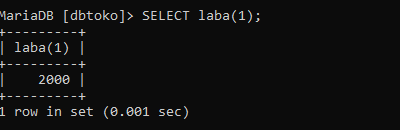 MariaDB [dbtoko]> SELECT laba(1);
+---------+
| laba(1) |
+---------+
|    2000 |
+---------+
1 row in set (0.001 sec)